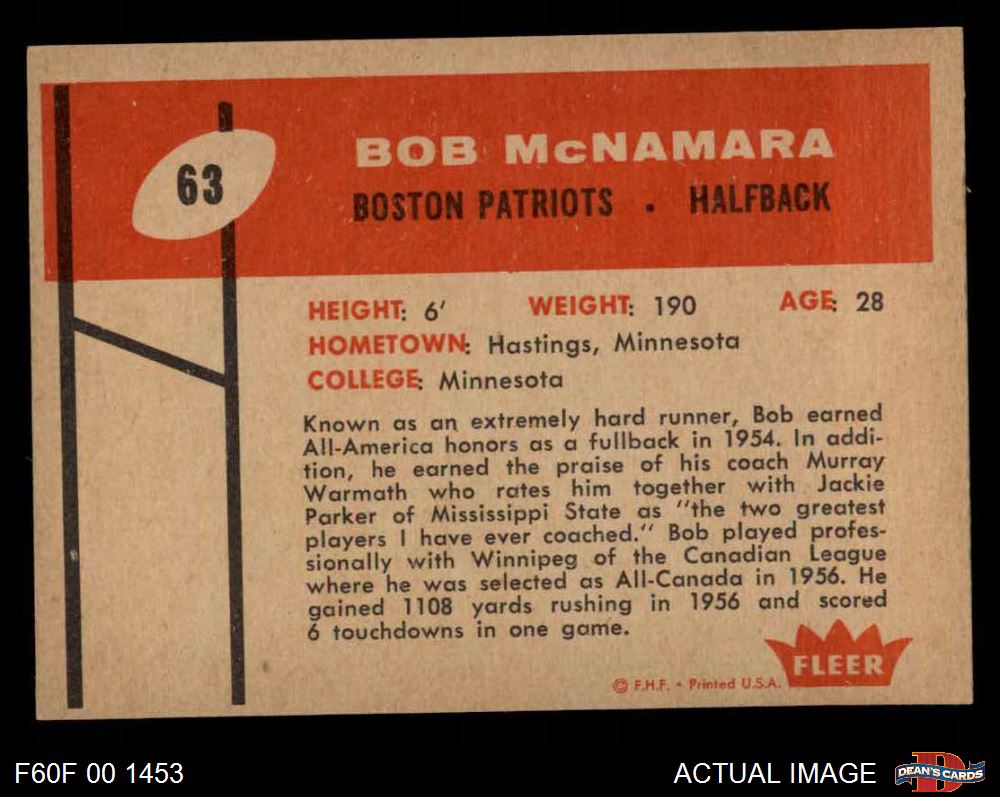 63
BOB McNAMARA
BOSTON PATRIOTS . HALFBACK
HEIGHT: 6' WEIGHT: 190 AGE: 28
HOMETOWN: Hastings, Minnesota
COLLEGE: Minnesota
Known as an extremely hard runner, Bob earned
All-America honors as a fullback in 1954. In addi-
tion, he earned the praise of his coach Murray
Warmath who rates him together with Jackie
Parker of Mississippi State as "the two greatest
players I have ever coached." Bob played profes-
sionally with Winnipeg of the Canadian League
where he was selected as All-Canada in 1956. He
gained 1108 yards rushing in 1956 and scored
6 touchdowns in one game.
FLEER
© F.H.F. • Printed U.S.A.
F60F 00 1453
ACTUAL IMAGE
D
DEAN'S CARDS